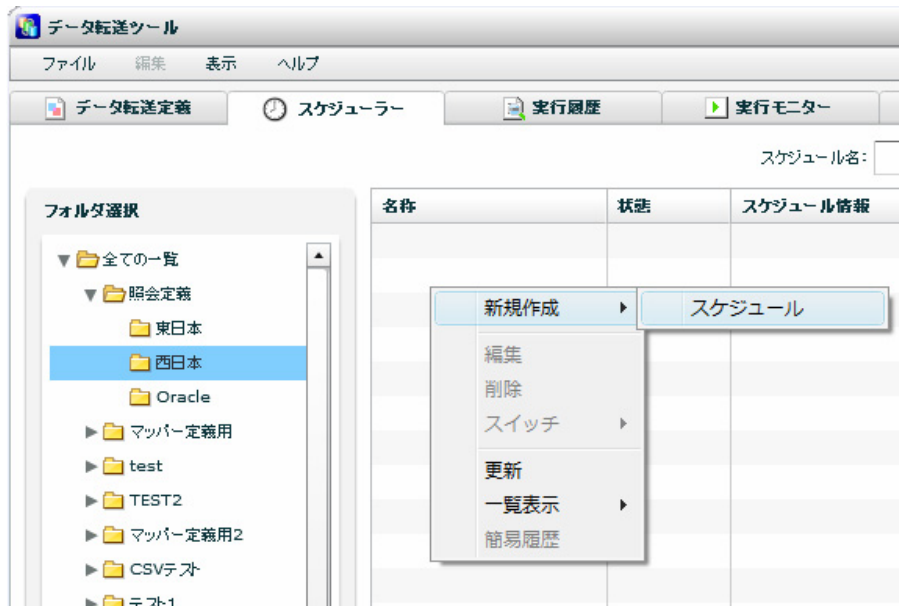 データ転送ツール
ファイル 編集 表示 ヘルプ
データ転送定義 スケジューラー 実行履歴 実行モニター
スケジュール名:
フォルダ選択
名称 状態 スケジュール情報
全ての一覧
照会定義
東日本
西日本
Oracle
マッパー定義用
test
TEST2
マッパー定義用2
CSVテスト
テスト1
新規作成 スケジュール
編集
削除
スイッチ
更新
一覧表示
簡易履歴